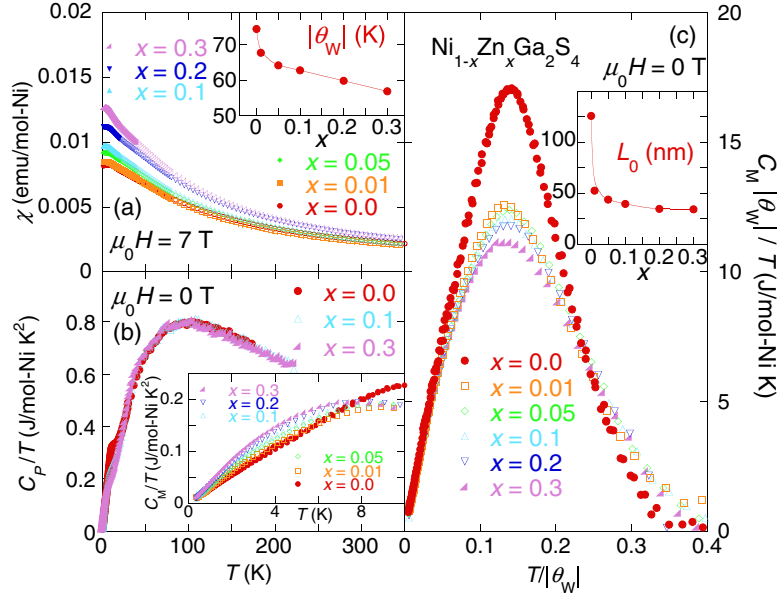 0.02
0.015
0.01
0.005
0
χ (emu/mol-Ni)
x = 0.3
x = 0.2
x = 0.1
80
70
60
50
|θW| (K)
0 0.1 0.2 0.3
x
x = 0.05
x = 0.01
x = 0.0
(a)
μ0H = 7 T
μ0H = 0 T
(b)
x = 0.0
x = 0.1
x = 0.3
0.8
0.4
0.8
0.4
0
CP/T (J/mol-Ni K2)
x = 0.3
x = 0.2
x = 0.1
0.2
0.1
0
CM/T (J/mol-Ni K2)
x = 0.05
x = 0.01
x = 0.0
4 8
T (K)
0 100 200 300
T (K)
Ni1-xZnxGa2S4
(c)
μ0H = 0 T
100
50
0
L0 (nm)
0 0.1 0.2 0.3
x
x = 0.0
x = 0.01
x = 0.05
x = 0.1
x = 0.2
x = 0.3
20
15
10
5
0
CM|θW| / T (J/mol-Ni K)
0 0.1 0.2 0.3 0.4
T/|θW|